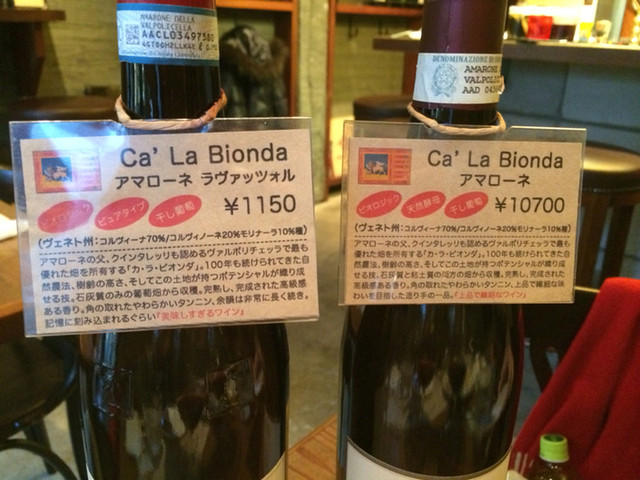 AMARONE DELLA
VALPOLICELLA
AACL03497580
Ca' La Bionda
アマローネ ラヴァッツォル
ビオロジック
ピュアタイプ
干し葡萄
¥1150
(ヴェネト州:コルヴィーナ70%/コルヴィノーネ20%モリナーラ10%種)
アマローネの父、クインタレッリも認めるヴァルポリチェッラで最も
優れた畑を所有する「カ・ラ・ビオンダ」。100年も続けられてきた自
然農法、樹齢の高さ、そしてこの土地が持つポテンシャルが織り成
せる技。石灰質のみの葡萄畑から収穫。完熟し、完成された高級感
ある香り。角の取れたやわらかいタンニン、余韻は非常に長く続き。
記憶に刻み込まれるぐらい『美味しすぎるワイン』
DENOMINAZIONE DI
AMARONE
VALPOLIC
AAD
Ca' La Bionda
アマローネ
ビオロジック
天然酵母
干し葡萄
¥10700
(ヴェネト州:コルヴィーナ70%/コルヴィノーネ20%モリナーラ10%種)
アマローネの父、クインタレッリも認めるヴァルポリチェッラで最も
優れた畑を所有する「カ・ラ・ビオンダ」。100年も続けられてきた自
然農法、樹齢の高さ、そしてこの土地が持つポテンシャルが織り成
せる技。石灰質と粘土質の両方の畑から収穫。完熟し、完成された
高級感ある香り。角の取れたやわらかいタンニン、上品で繊細な味
わいを目指した造り手の一品。『上品で繊細なワイン』